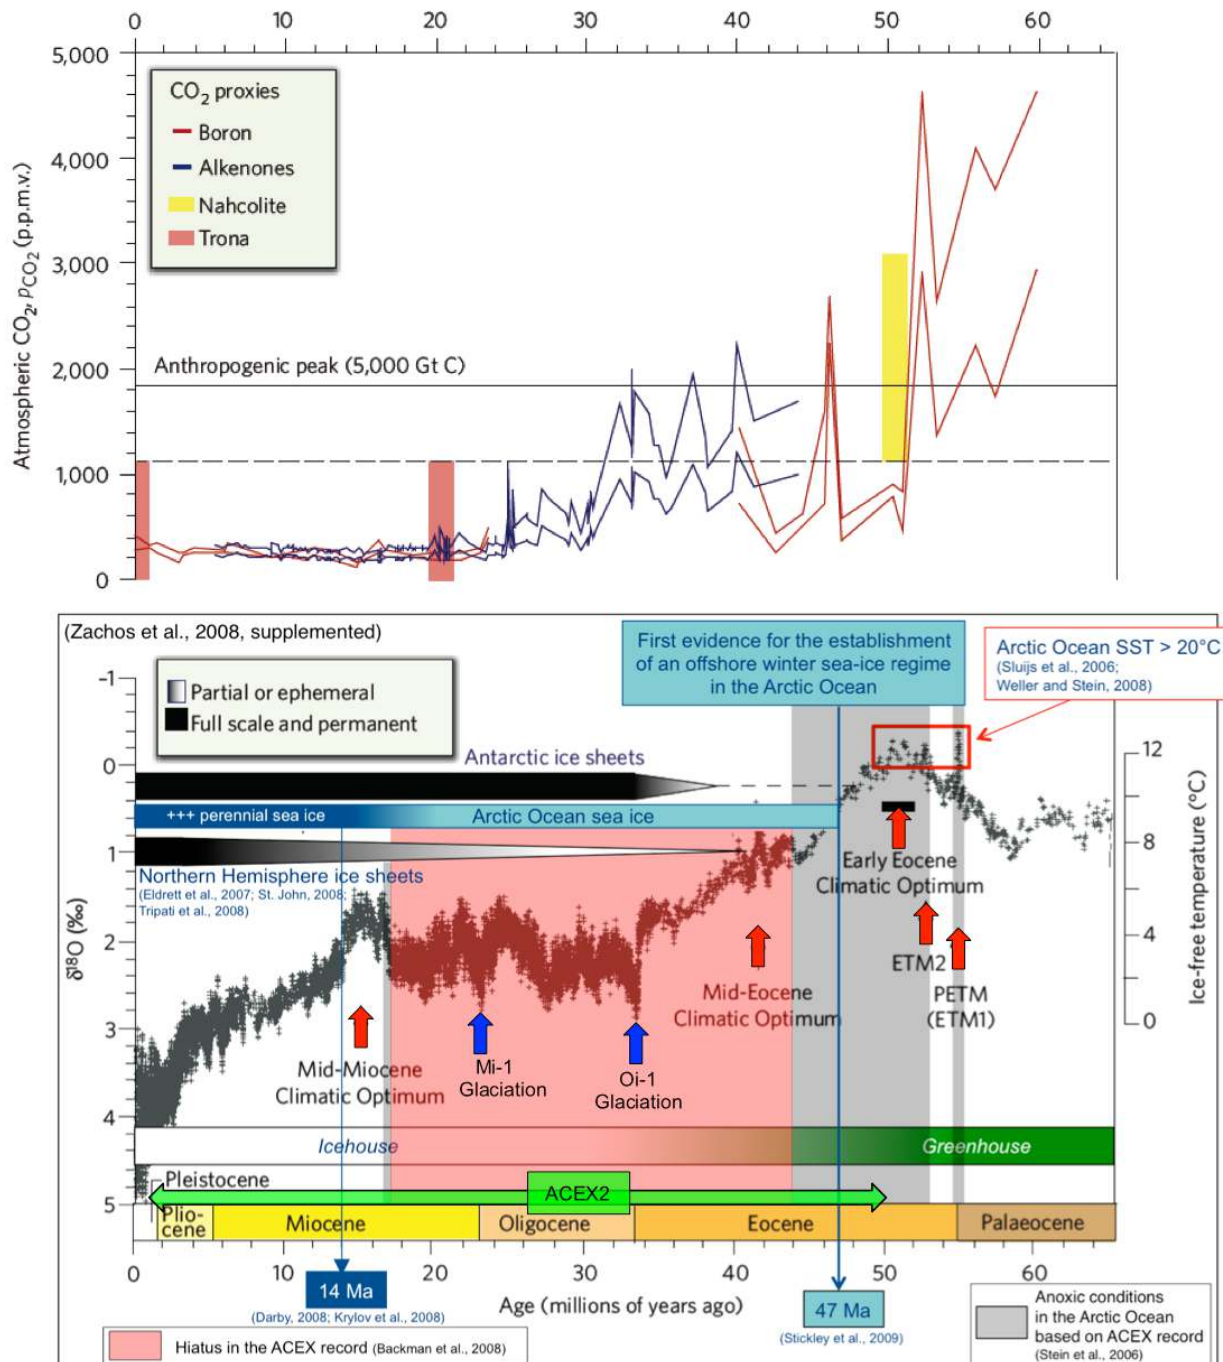 0 10 20 30 40 50 60
5,000
4,000
3,000
2,000
1,000
0
Atmospheric CO2, pCO2 (p.p.m.v.)
CO2 proxies
Boron
Alkenones
Nahcolite
Trona
Anthropogenic peak (5,000 Gt C)
(Zachos et al., 2008, supplemented)
First evidence for the establishment
of an offshore winter sea-ice regime
in the Arctic Ocean
Arctic Ocean SST > 20°C
(Sluijs et al., 2006;
Weller and Stein, 2008)
Partial or ephemeral
Full scale and permanent
-1
0
1
2
3
4
5
δ18O (‰)
12
8
4
0
Ice-free temperature (°C)
Antarctic ice sheets
+++ perennial sea ice
Arctic Ocean sea ice
Northern Hemisphere ice sheets
(Eldrett et al., 2007; St. John, 2008;
Tripati et al., 2008)
Early Eocene
Climatic Optimum
ETM2
PETM
(ETM1)
Mid-Eocene
Climatic Optimum
Mid-Miocene
Climatic Optimum
Mi-1
Glaciation
Oi-1
Glaciation
Icehouse
Greenhouse
Pleistocene
ACEX2
Plio-
cene
Miocene
Oligocene
Eocene
Palaeocene
0 10 20 30 40 50 60
14 Ma
(Darby, 2008; Krylov et al., 2008)
Age (millions of years ago)
47 Ma
(Stickley et al., 2009)
Anoxic conditions
in the Arctic Ocean
based on ACEX record
(Stein et al., 2006)
Hiatus in the ACEX record (Backman et al., 2008)